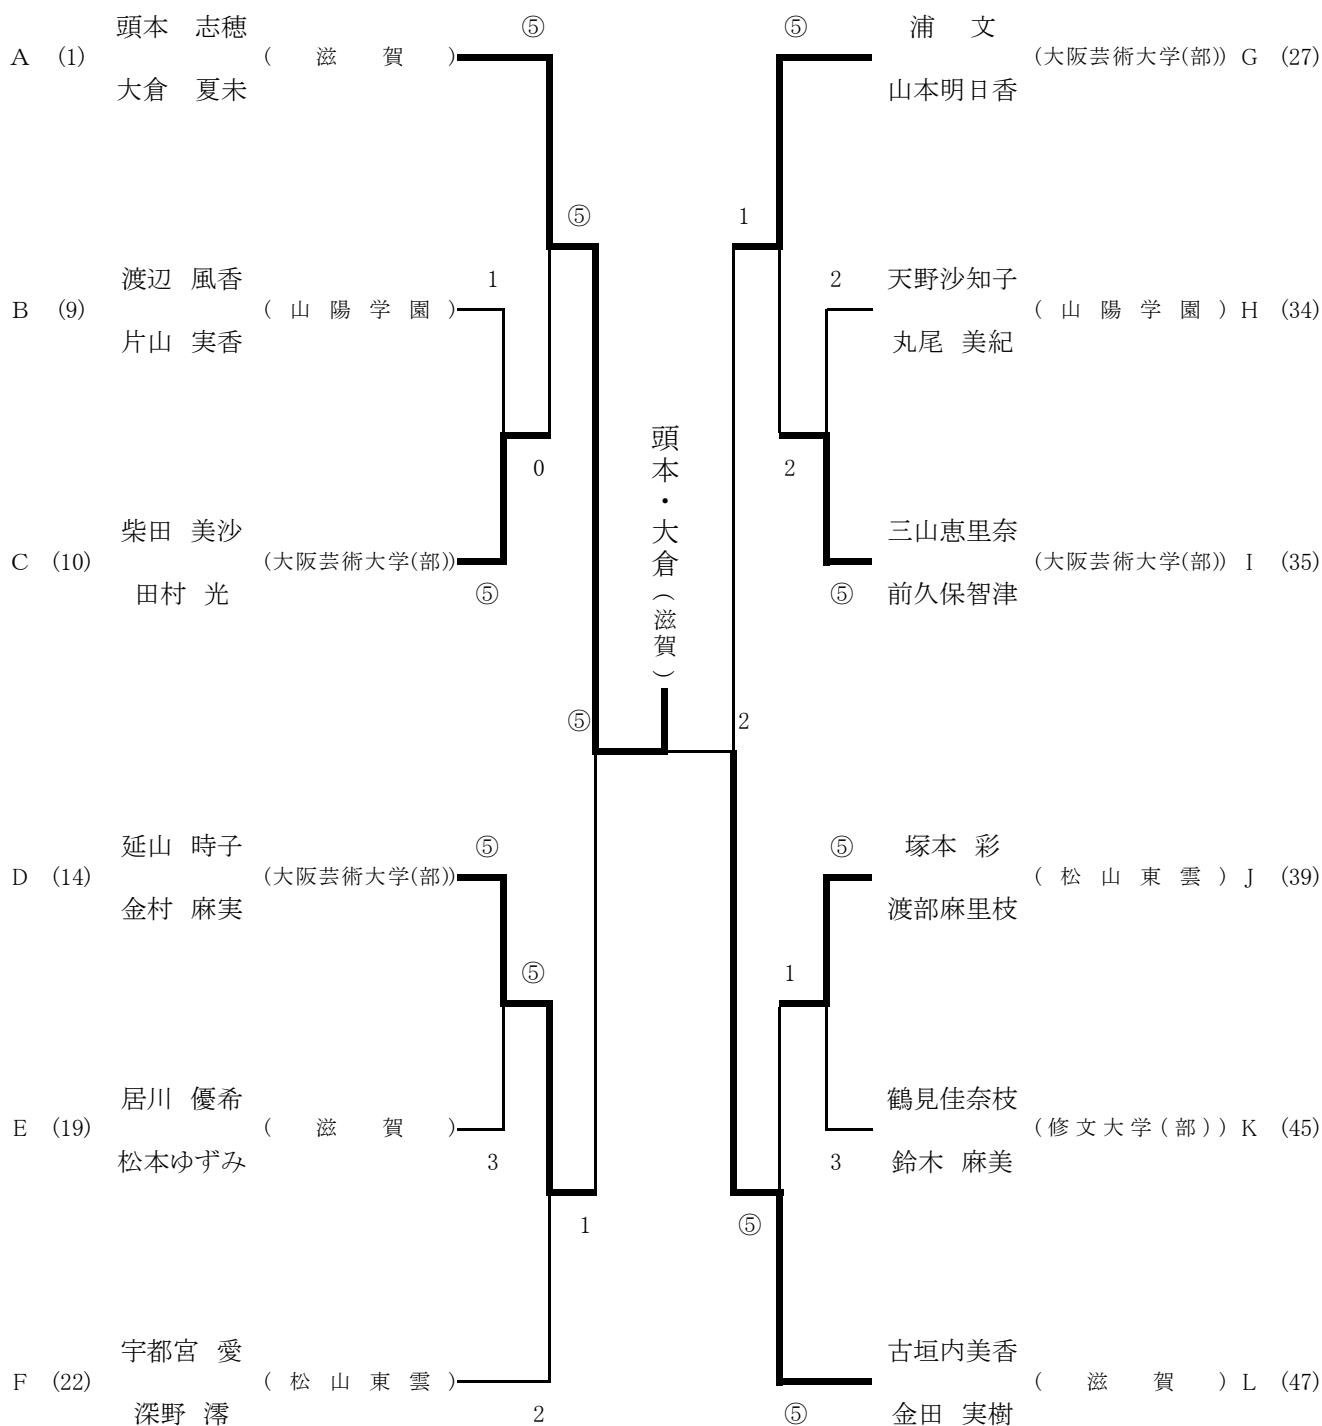 頭本 志穂 ⑤
A (1) ( 滋 賀 )
大倉 夏未
⑤
渡辺 風香 1
B (9) ( 山 陽 学 園 )
片山 実香
0
柴田 美沙
C (10) (大阪芸術大学(部))
田村 光 ⑤
⑤
延山 時子 ⑤
D (14) (大阪芸術大学(部))
金村 麻実
⑤
居川 優希
E (19) ( 滋 賀 )
松本ゆずみ 3
1
宇都宮 愛
F (22) ( 松 山 東 雲 )
深野 澪 2
頭本・大倉(滋賀)
⑤ 浦 文
(大阪芸術大学(部)) G (27)
山本明日香
1
2 天野沙知子
( 山 陽 学 園 ) H (34)
丸尾 美紀
2
三山恵里奈
(大阪芸術大学(部)) I (35)
⑤ 前久保智津
2
⑤ 塚本 彩
( 松 山 東 雲 ) J (39)
渡部麻里枝
1
鶴見佳奈枝
(修文大学(部)) K (45)
3 鈴木 麻美
⑤
古垣内美香
( 滋 賀 ) L (47)
⑤ 金田 実樹